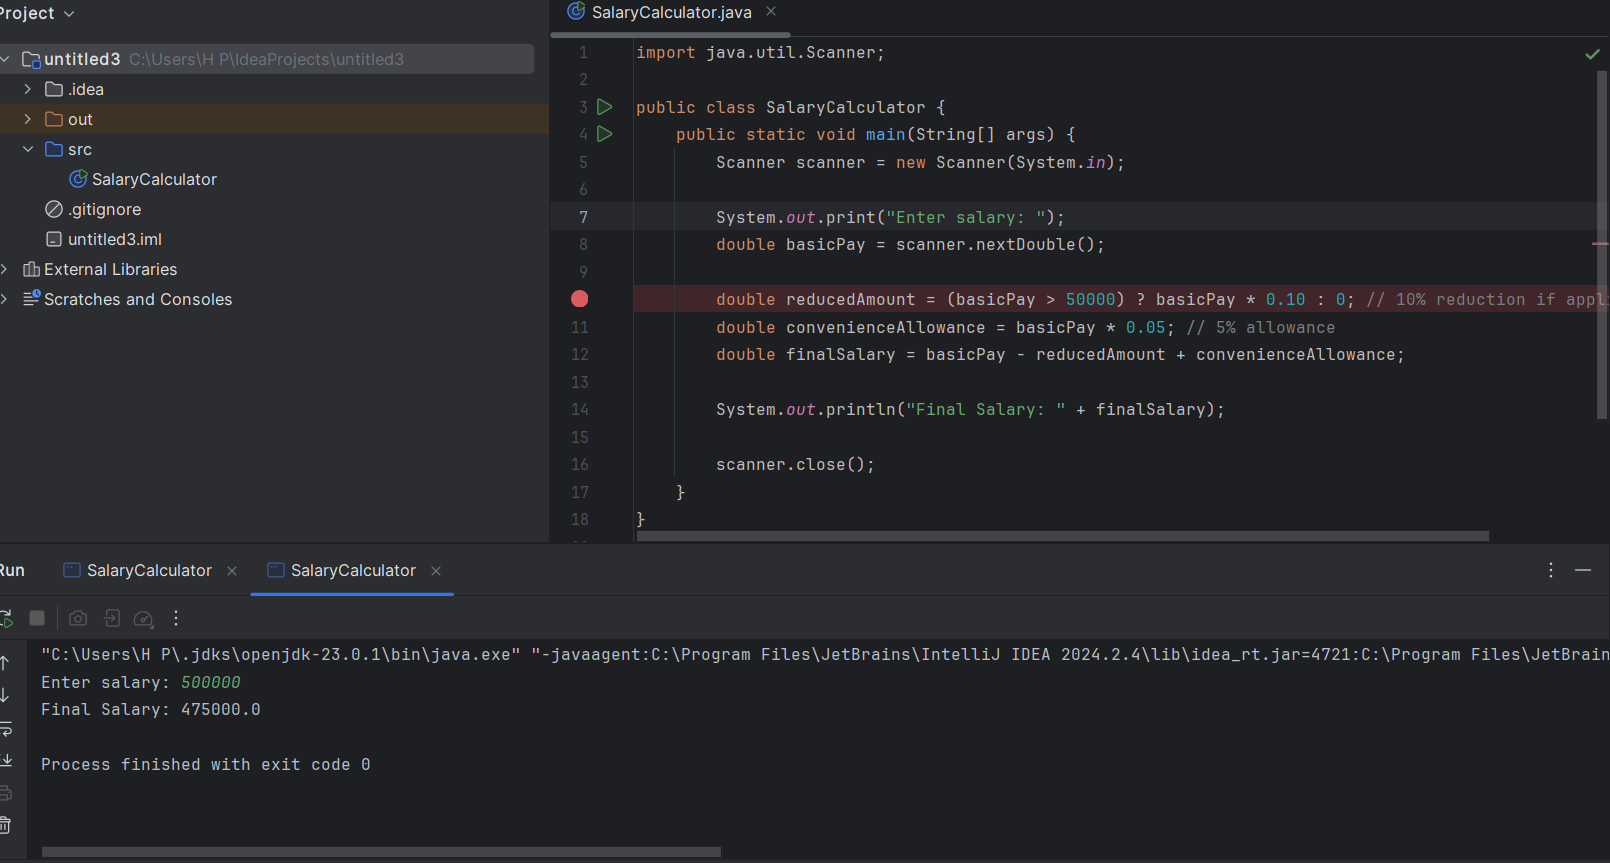 Project
untitled3 C:\Users\H P\IdeaProjects\untitled3
.idea
out
src
SalaryCalculator
.gitignore
untitled3.iml
External Libraries
Scratches and Consoles
SalaryCalculator.java
1 import java.util.Scanner;
2
3 public class SalaryCalculator {
4 public static void main(String[] args) {
5 Scanner scanner = new Scanner(System.in);
6
7 System.out.print("Enter salary: ");
8 double basicPay = scanner.nextDouble();
9
double reducedAmount = (basicPay > 50000) ? basicPay * 0.10 : 0; // 10% reduction if appl
11 double convenienceAllowance = basicPay * 0.05; // 5% allowance
12 double finalSalary = basicPay - reducedAmount + convenienceAllowance;
13
14 System.out.println("Final Salary: " + finalSalary);
15
16 scanner.close();
17 }
18 }
Run SalaryCalculator SalaryCalculator
"C:\Users\H P\.jdks\openjdk-23.0.1\bin\java.exe" "-javaagent:C:\Program Files\JetBrains\IntelliJ IDEA 2024.2.4\lib\idea_rt.jar=4721:C:\Program Files\JetBrain
Enter salary: 500000
Final Salary: 475000.0
Process finished with exit code 0